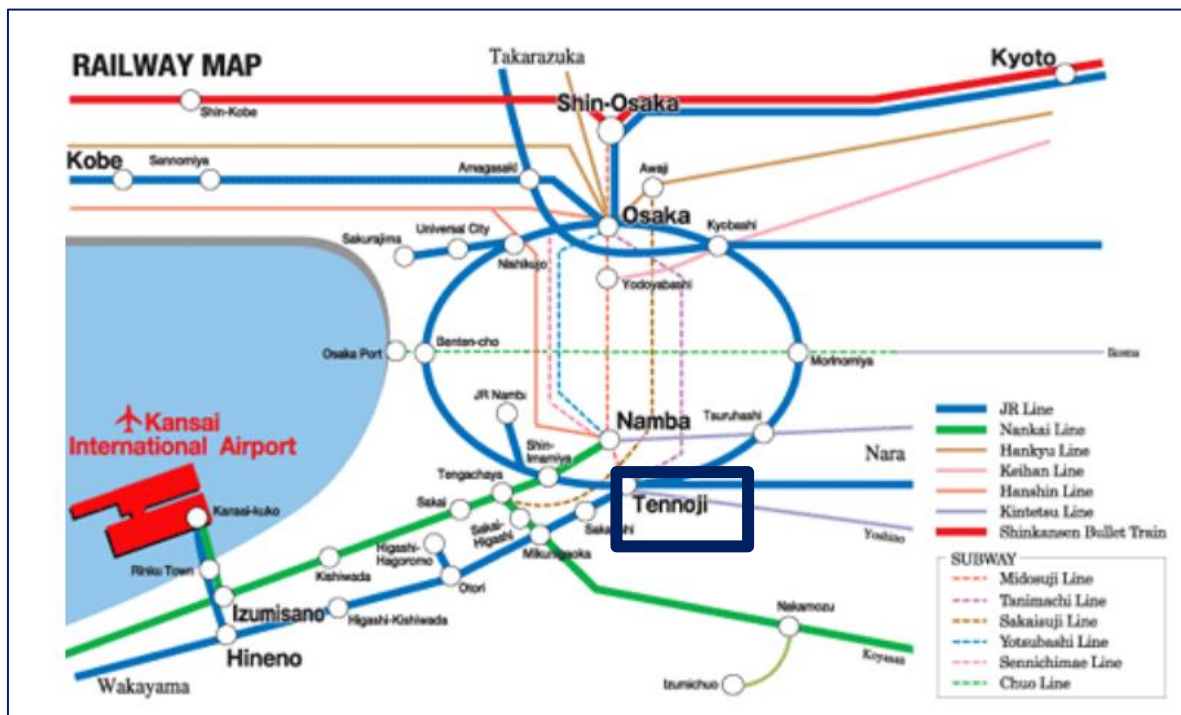 RAILWAY MAP
Takarazuka
Kyoto
Shin-Osaka
Shin-Kobe
Kobe
Sannomiya
Amagasaki
Awaji
Osaka
Universal City
Sakurajima
Nishikujo
Kyobashi
Yodoyabashi
Osaka Port
Bentan-cho
Morinomiya
JR Namba
Namba
Tsuruhashi
Nara
Kansai
International Airport
Shin-
Imamiya
Tengachaya
Tennoji
Sakai
Sakai-
Higashi
Mikunigaoka
Yoshino
Kansai-kuko
Higashi-
Hagoromo
Rinku Town
Kishiwada
Otori
Izumisano
Higashi-Kishiwada
Hineno
Nakamozu
Koyasan
Wakayama
Izumichuo
JR Line
Nankai Line
Hankyu Line
Keihan Line
Hanshin Line
Kintetsu Line
Shinkansen Bullet Train
SUBWAY
Midosuji Line
Tanimachi Line
Sakaisuji Line
Yotsubashi Line
Sennichimae Line
Chuo Line